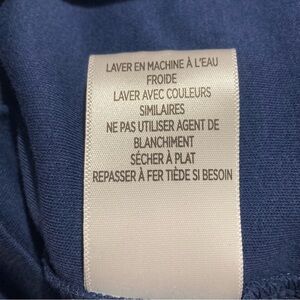 LAVER EN MACHINE À L'EAU
FROIDE
LAVER AVEC COULEURS
SIMILAIRES
NE PAS UTILISER AGENT DE
BLANCHIMENT
SÉCHER À PLAT
REPASSER À FER TIÈDE SI BESOIN